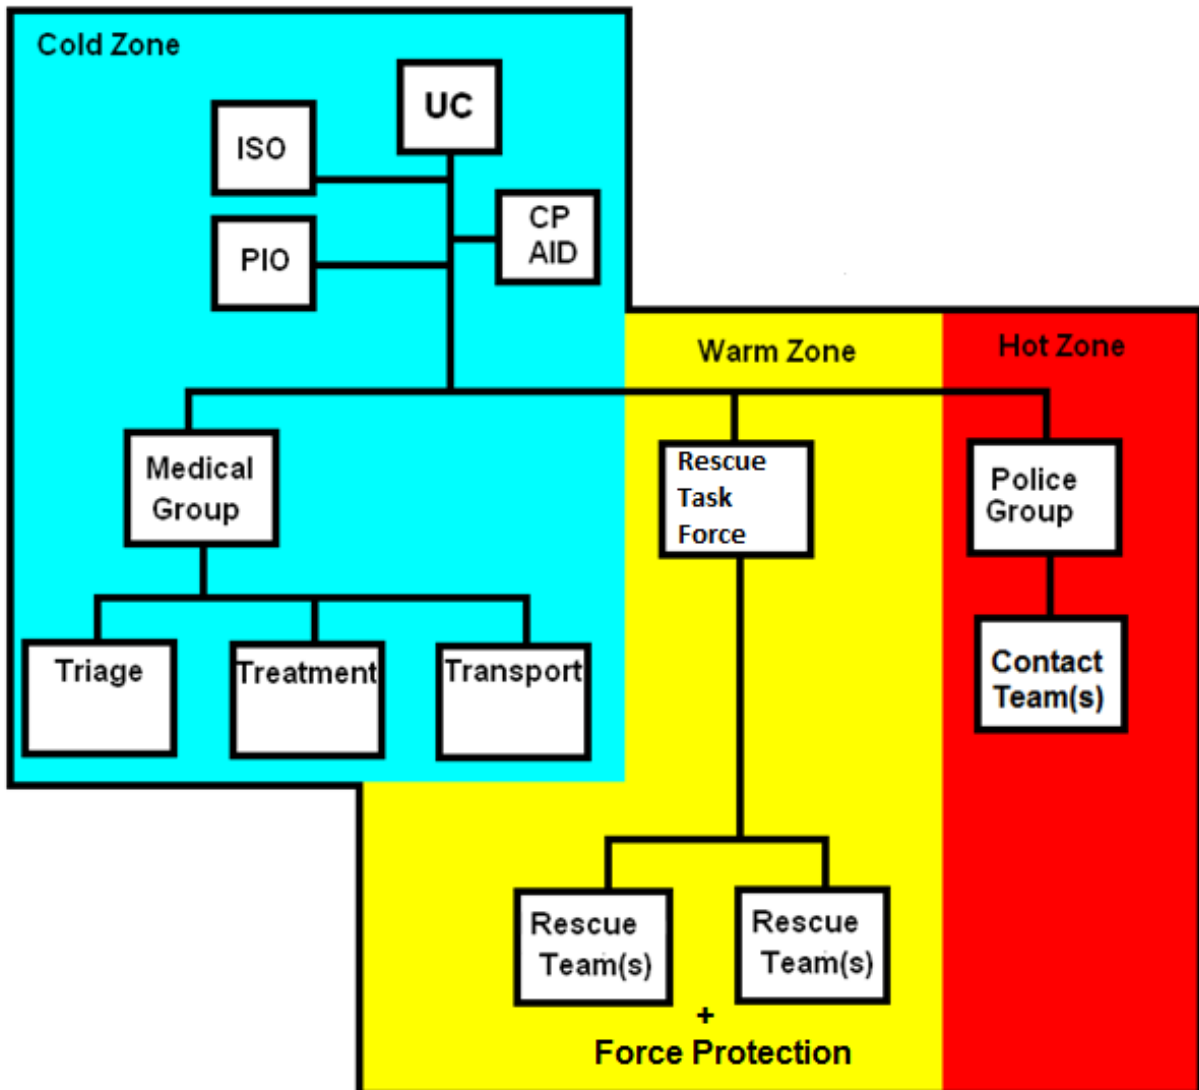 Cold Zone
UC
ISO
CP
AID
PIO
Warm Zone
Hot Zone
Medical
Group
Rescue
Task
Force
Police
Group
Triage
Treatment
Transport
Contact
Team(s)
Rescue
Team(s)
Rescue
Team(s)
+
Force Protection